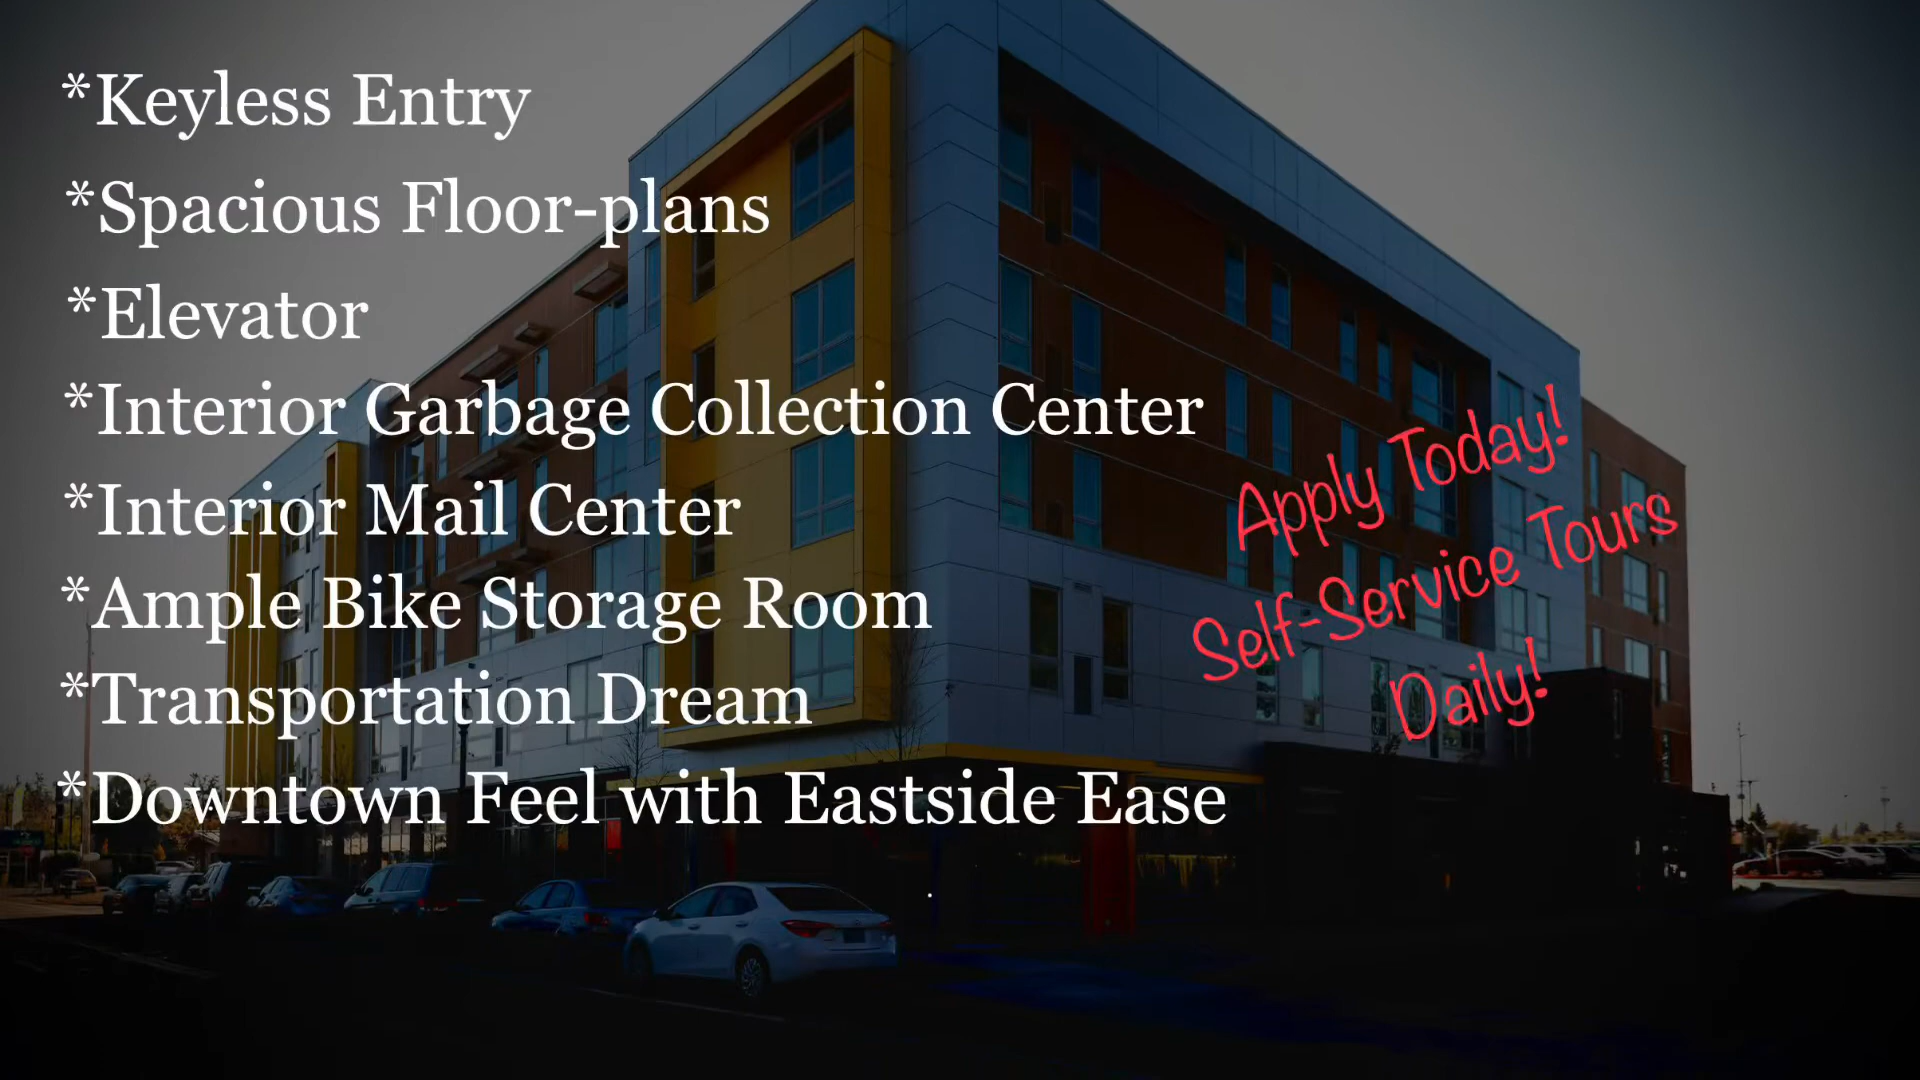 *Keyless Entry
*Spacious Floor-plans
*Elevator
*Interior Garbage Collection Center
*Interior Mail Center
*Ample Bike Storage Room
*Transportation Dream
*Downtown Feel with Eastside Ease
Apply Today!
Self-Service Tours
Daily!